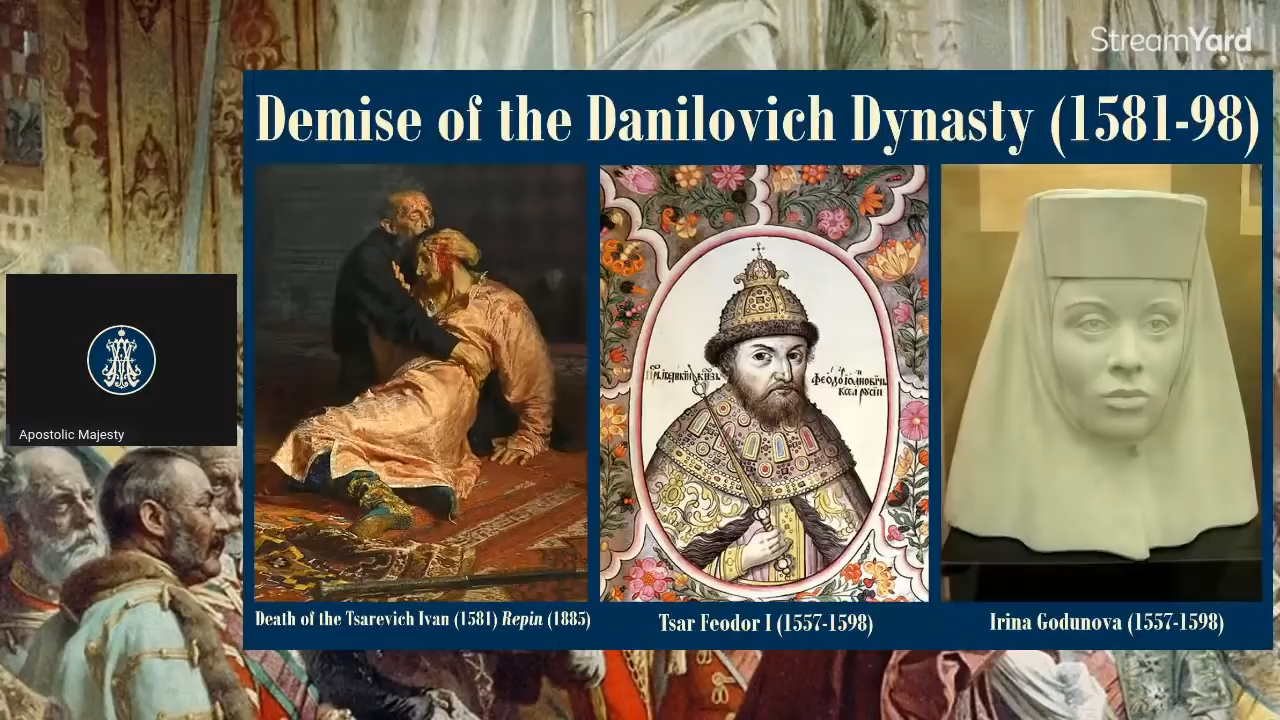 StreamYard
Demise of the Danilovich Dynasty (1581-98)
Apostolic Majesty
Death of the Tsarevich Ivan (1581) Repin (1885)
Tsar Feodor I (1557-1598)
Irina Godunova (1557-1598)